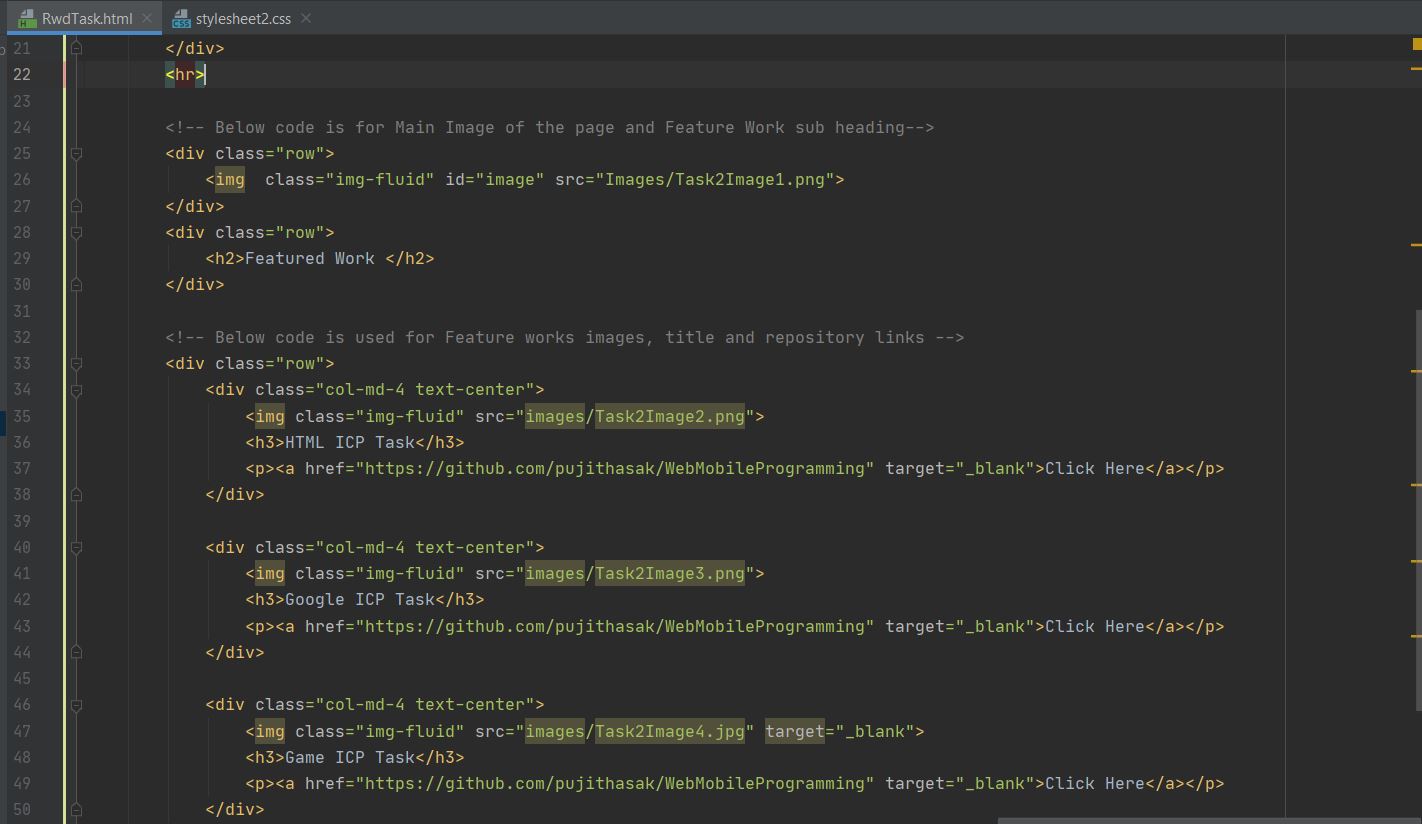 RwdTask.html
stylesheet2.css
21 </div>
22 <hr>
23
24 <!-- Below code is for Main Image of the page and Feature Work sub heading-->
25 <div class="row">
26 <img  class="img-fluid" id="image" src="Images/Task2Image1.png">
27 </div>
28 <div class="row">
29 <h2>Featured Work </h2>
30 </div>
31
32 <!-- Below code is used for Feature works images, title and repository links -->
33 <div class="row">
34 <div class="col-md-4 text-center">
35 <img class="img-fluid" src="images/Task2Image2.png">
36 <h3>HTML ICP Task</h3>
37 <p><a href="https://github.com/pujithasak/WebMobileProgramming" target="_blank">Click Here</a></p>
38 </div>
39
40 <div class="col-md-4 text-center">
41 <img class="img-fluid" src="images/Task2Image3.png">
42 <h3>Google ICP Task</h3>
43 <p><a href="https://github.com/pujithasak/WebMobileProgramming" target="_blank">Click Here</a></p>
44 </div>
45
46 <div class="col-md-4 text-center">
47 <img class="img-fluid" src="images/Task2Image4.jpg" target="_blank">
48 <h3>Game ICP Task</h3>
49 <p><a href="https://github.com/pujithasak/WebMobileProgramming" target="_blank">Click Here</a></p>
50 </div>